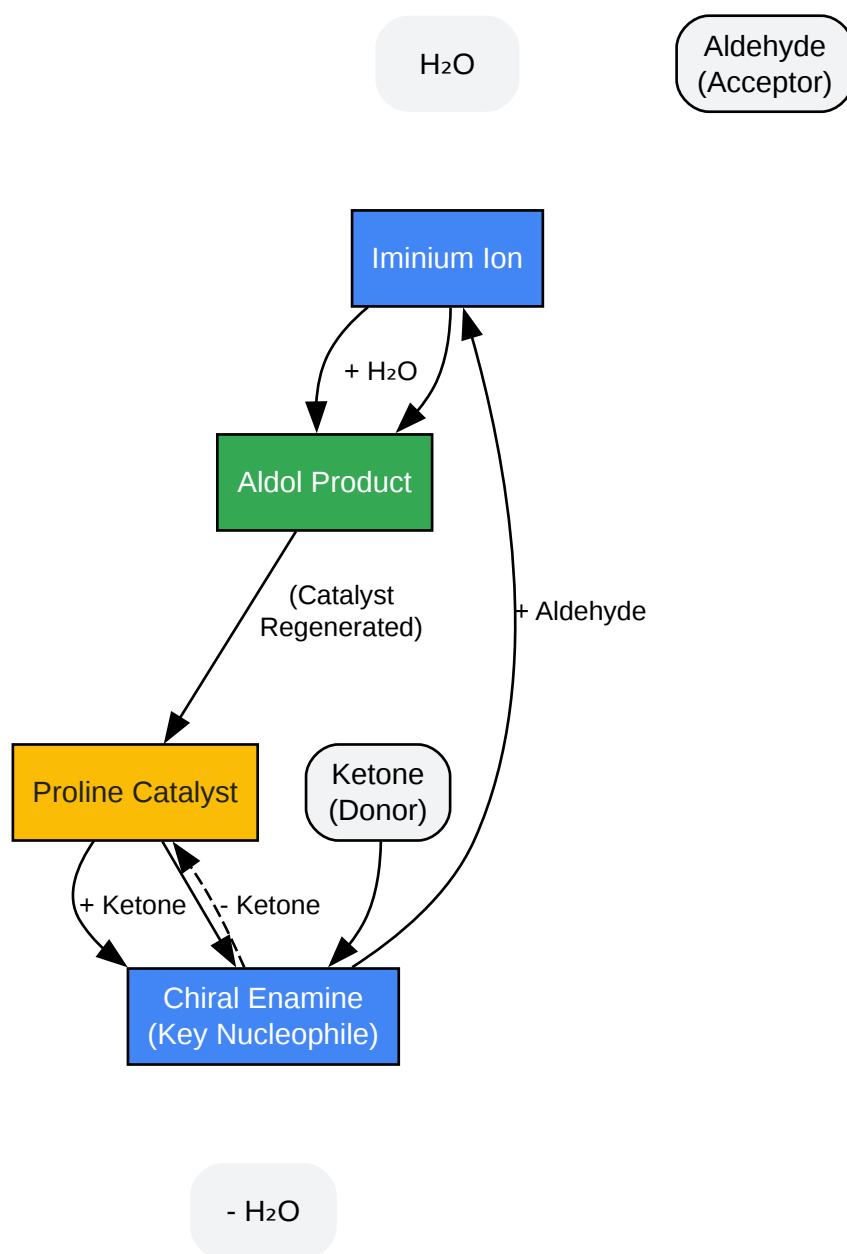 H₂O
Aldehyde
(Acceptor)
Iminium Ion
+ H₂O
Aldol Product
(Catalyst
Regenerated)
+ Aldehyde
Proline Catalyst
Ketone
(Donor)
+ Ketone
- Ketone
Chiral Enamine
(Key Nucleophile)
- H₂O